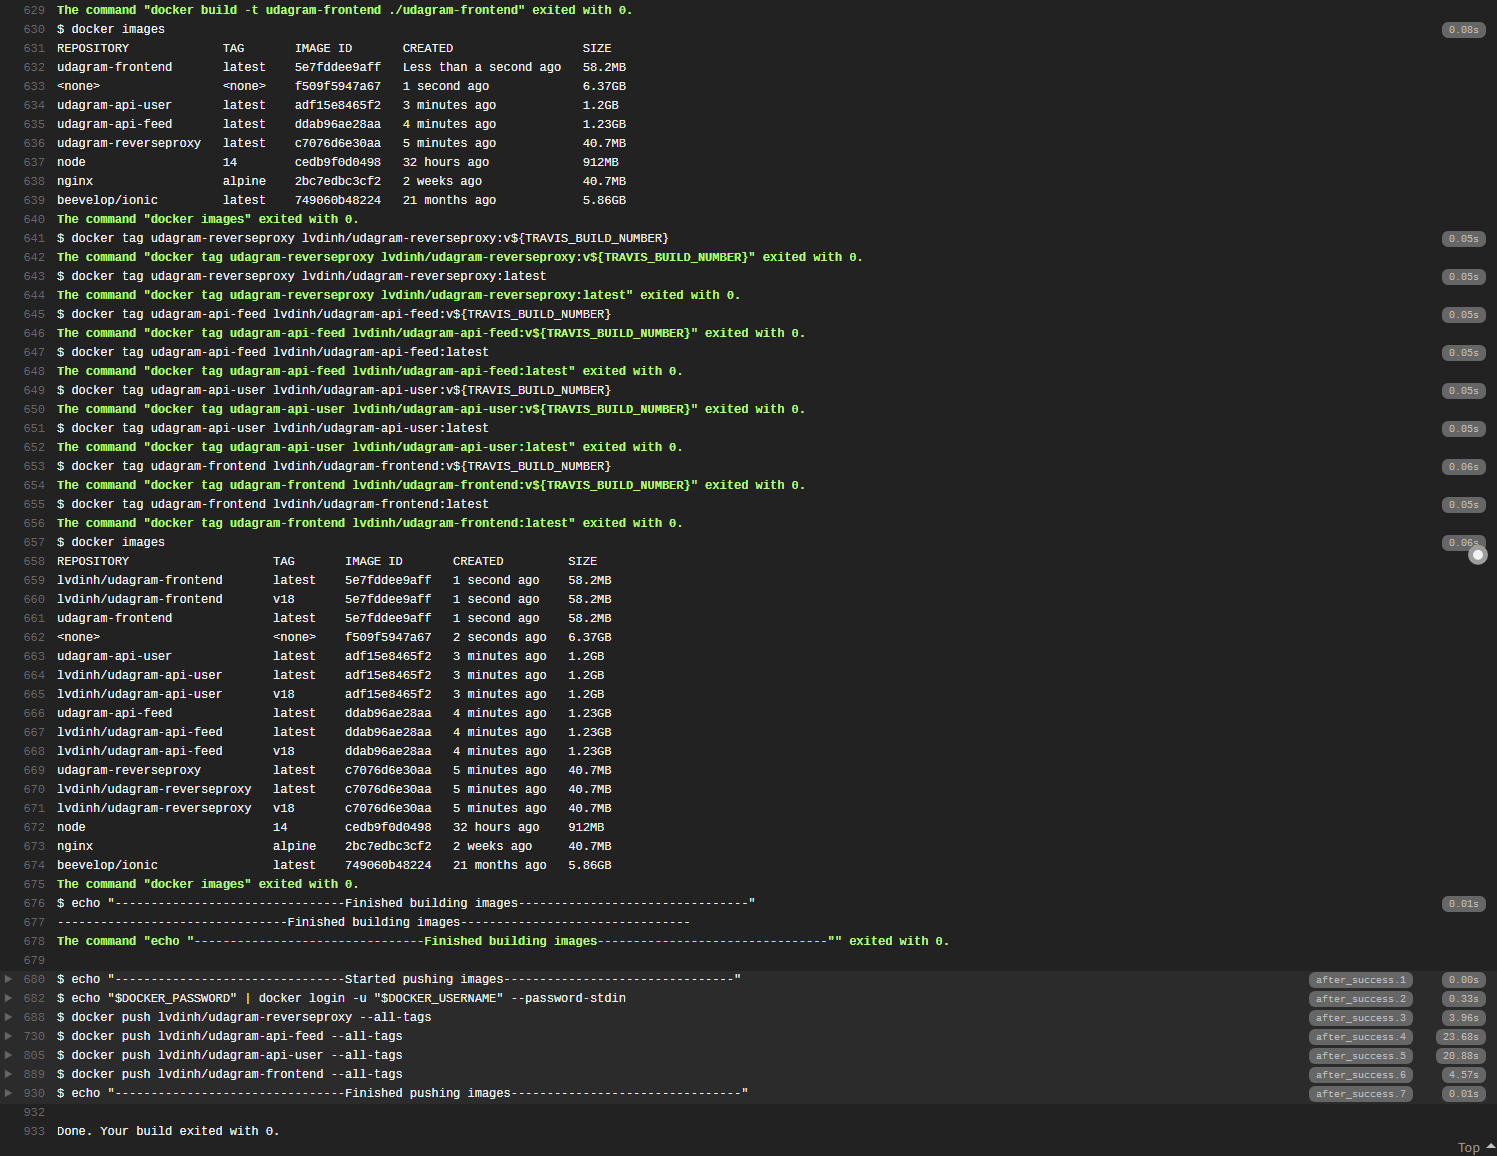 629 The command "docker build -t udagram-frontend ./udagram-frontend" exited with 0.
630 $ docker images 0.08s
631 REPOSITORY TAG IMAGE ID CREATED SIZE
632 udagram-frontend latest 5e7fddee9aff Less than a second ago 58.2MB
633 <none> <none> f509f5947a67 1 second ago 6.37GB
634 udagram-api-user latest adf15e8465f2 3 minutes ago 1.2GB
635 udagram-api-feed latest ddab96ae28aa 4 minutes ago 1.23GB
636 udagram-reverseproxy latest c7076d6e30aa 5 minutes ago 40.7MB
637 node 14 cedb9f0d0498 32 hours ago 912MB
638 nginx alpine 2bc7edbc3cf2 2 weeks ago 40.7MB
639 beevelop/ionic latest 749060b48224 21 months ago 5.86GB
640 The command "docker images" exited with 0.
641 $ docker tag udagram-reverseproxy lvdinh/udagram-reverseproxy:v${TRAVIS_BUILD_NUMBER} 0.05s
642 The command "docker tag udagram-reverseproxy lvdinh/udagram-reverseproxy:v${TRAVIS_BUILD_NUMBER}" exited with 0.
643 $ docker tag udagram-reverseproxy lvdinh/udagram-reverseproxy:latest 0.05s
644 The command "docker tag udagram-reverseproxy lvdinh/udagram-reverseproxy:latest" exited with 0.
645 $ docker tag udagram-api-feed lvdinh/udagram-api-feed:v${TRAVIS_BUILD_NUMBER} 0.05s
646 The command "docker tag udagram-api-feed lvdinh/udagram-api-feed:v${TRAVIS_BUILD_NUMBER}" exited with 0.
647 $ docker tag udagram-api-feed lvdinh/udagram-api-feed:latest 0.05s
648 The command "docker tag udagram-api-feed lvdinh/udagram-api-feed:latest" exited with 0.
649 $ docker tag udagram-api-user lvdinh/udagram-api-user:v${TRAVIS_BUILD_NUMBER} 0.05s
650 The command "docker tag udagram-api-user lvdinh/udagram-api-user:v${TRAVIS_BUILD_NUMBER}" exited with 0.
651 $ docker tag udagram-api-user lvdinh/udagram-api-user:latest 0.05s
652 The command "docker tag udagram-api-user lvdinh/udagram-api-user:latest" exited with 0.
653 $ docker tag udagram-frontend lvdinh/udagram-frontend:v${TRAVIS_BUILD_NUMBER} 0.06s
654 The command "docker tag udagram-frontend lvdinh/udagram-frontend:v${TRAVIS_BUILD_NUMBER}" exited with 0.
655 $ docker tag udagram-frontend lvdinh/udagram-frontend:latest 0.05s
656 The command "docker tag udagram-frontend lvdinh/udagram-frontend:latest" exited with 0.
657 $ docker images 0.06s
658 REPOSITORY TAG IMAGE ID CREATED SIZE
659 lvdinh/udagram-frontend latest 5e7fddee9aff 1 second ago 58.2MB
660 lvdinh/udagram-frontend v18 5e7fddee9aff 1 second ago 58.2MB
661 udagram-frontend latest 5e7fddee9aff 1 second ago 58.2MB
662 <none> <none> f509f5947a67 2 seconds ago 6.37GB
663 udagram-api-user latest adf15e8465f2 3 minutes ago 1.2GB
664 lvdinh/udagram-api-user latest adf15e8465f2 3 minutes ago 1.2GB
665 lvdinh/udagram-api-user v18 adf15e8465f2 3 minutes ago 1.2GB
666 udagram-api-feed latest ddab96ae28aa 4 minutes ago 1.23GB
667 lvdinh/udagram-api-feed latest ddab96ae28aa 4 minutes ago 1.23GB
668 lvdinh/udagram-api-feed v18 ddab96ae28aa 4 minutes ago 1.23GB
669 udagram-reverseproxy latest c7076d6e30aa 5 minutes ago 40.7MB
670 lvdinh/udagram-reverseproxy latest c7076d6e30aa 5 minutes ago 40.7MB
671 lvdinh/udagram-reverseproxy v18 c7076d6e30aa 5 minutes ago 40.7MB
672 node 14 cedb9f0d0498 32 hours ago 912MB
673 nginx alpine 2bc7edbc3cf2 2 weeks ago 40.7MB
674 beevelop/ionic latest 749060b48224 21 months ago 5.86GB
675 The command "docker images" exited with 0.
676 $ echo "--------------------------------Finished building images--------------------------------" 0.01s
677 --------------------------------Finished building images--------------------------------
678 The command "echo "--------------------------------Finished building images--------------------------------"" exited with 0.
679
680 $ echo "--------------------------------Started pushing images--------------------------------" after_success.1 0.00s
682 $ echo "$DOCKER_PASSWORD" | docker login -u "$DOCKER_USERNAME" --password-stdin after_success.2 0.33s
688 $ docker push lvdinh/udagram-reverseproxy --all-tags after_success.3 3.96s
730 $ docker push lvdinh/udagram-api-feed --all-tags after_success.4 23.68s
805 $ docker push lvdinh/udagram-api-user --all-tags after_success.5 20.88s
889 $ docker push lvdinh/udagram-frontend --all-tags after_success.6 4.57s
930 $ echo "--------------------------------Finished pushing images--------------------------------" after_success.7 0.01s
932
933 Done. Your build exited with 0.
Top